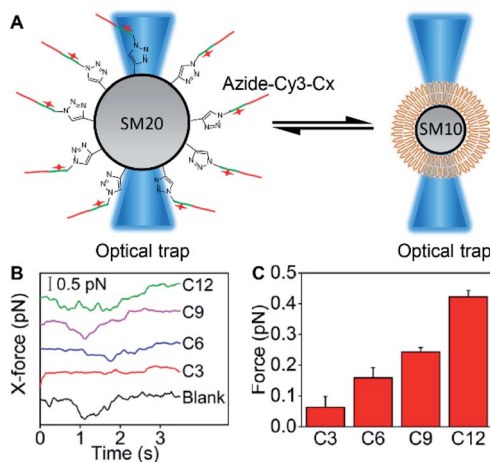 A
N=N
N
SM20
Azide-Cy3-Cx
SM10
Optical trap
Optical trap
B
0.5 pN
C12
C9
C6
C3
Blank
X-force (pN)
0 1 2 3
Time (s)
C
0.5
0.4
0.3
0.2
0.1
0.0
Force (pN)
C3 C6 C9 C12